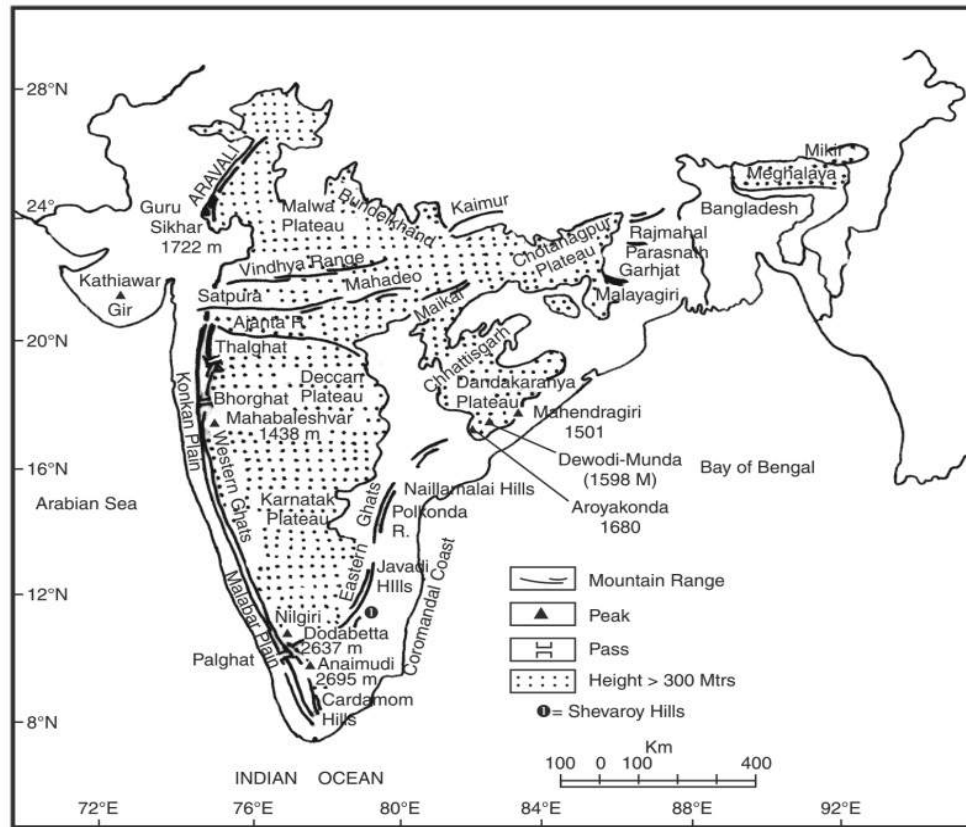 28°N
24°
20°N
16°N
12°N
8°N
ARAVALI
Guru
Sikhar
1722 m
Malwa
Plateau
Bundelkhand
Kaimur
Mikir
Meghalaya
Bangladesh
Chotanagpur
Plateau
Rajmahal
Parasnath
Garhjat
Malayagiri
Vindhya Range
Kathiawar
Gir
Satpura
Mahadeo
Maikal
Ajanta R.
Thalghat
Chhattisgarh
Deccan
Plateau
Dandakaranya
Plateau
Bhorghat
Mahabaleshvar
1438 m
Mahendragiri
1501
Dewodi-Munda
(1598 M)
Aroyakonda
1680
Konkan Plain
Western Ghats
Arabian Sea
Bay of Bengal
Karnatak
Plateau
Naillamalai Hills
Polkonda
R.
Eastern Ghats
Javadi
HIlls
Coromandal Coast
Malabar Plain
Nilgiri
Dodabetta
2637 m
Palghat
Anaimudi
2695 m
Cardamom
Hills
Mountain Range
Peak
Pass
Height > 300 Mtrs
1 = Shevaroy Hills
1
Km
100 0 100 400
INDIAN OCEAN
72°E 76°E 80°E 84°E 88°E 92°E